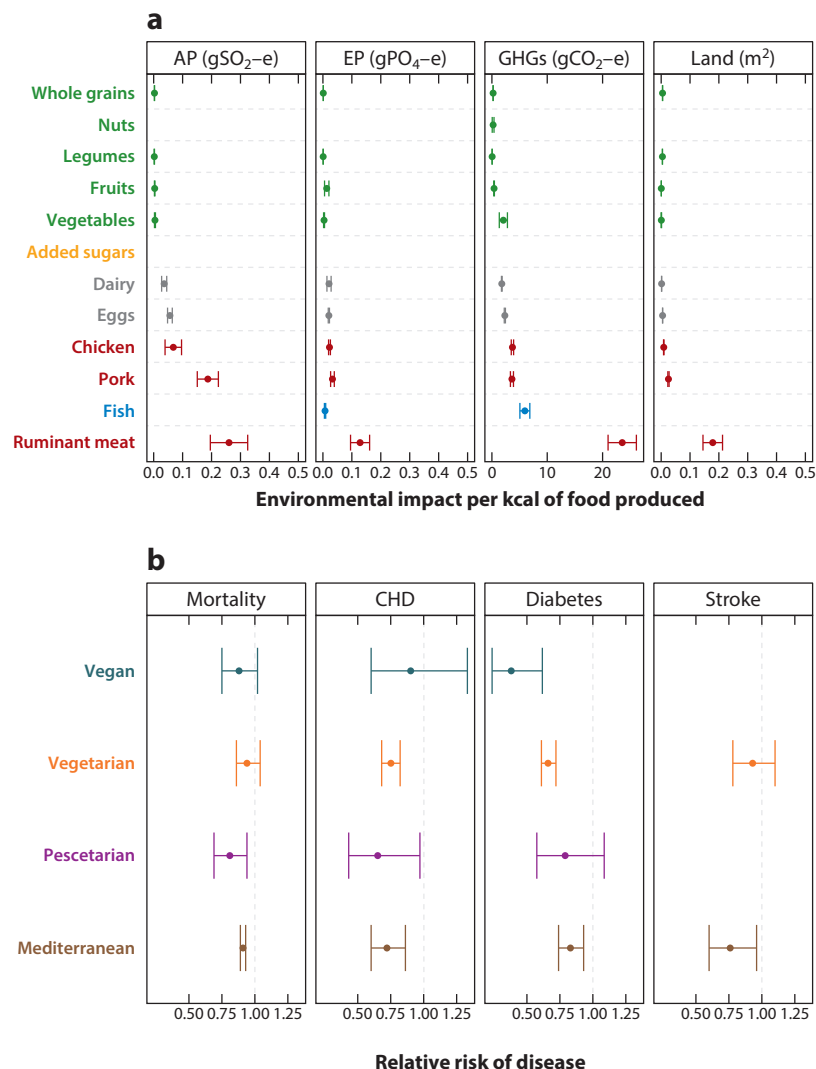 a
AP (gSO₂–e) EP (gPO₄–e) GHGs (gCO₂–e) Land (m²)
Whole grains
Nuts
Legumes
Fruits
Vegetables
Added sugars
Dairy
Eggs
Chicken
Pork
Fish
Ruminant meat
0.0 0.1 0.2 0.3 0.4 0.5 0.0 0.1 0.2 0.3 0.4 0.5 0 10 20 0.0 0.1 0.2 0.3 0.4 0.5
Environmental impact per kcal of food produced
b
Mortality CHD Diabetes Stroke
Vegan
Vegetarian
Pescetarian
Mediterranean
0.50 0.75 1.00 1.25 0.50 0.75 1.00 1.25 0.50 0.75 1.00 1.25 0.50 0.75 1.00 1.25
Relative risk of disease